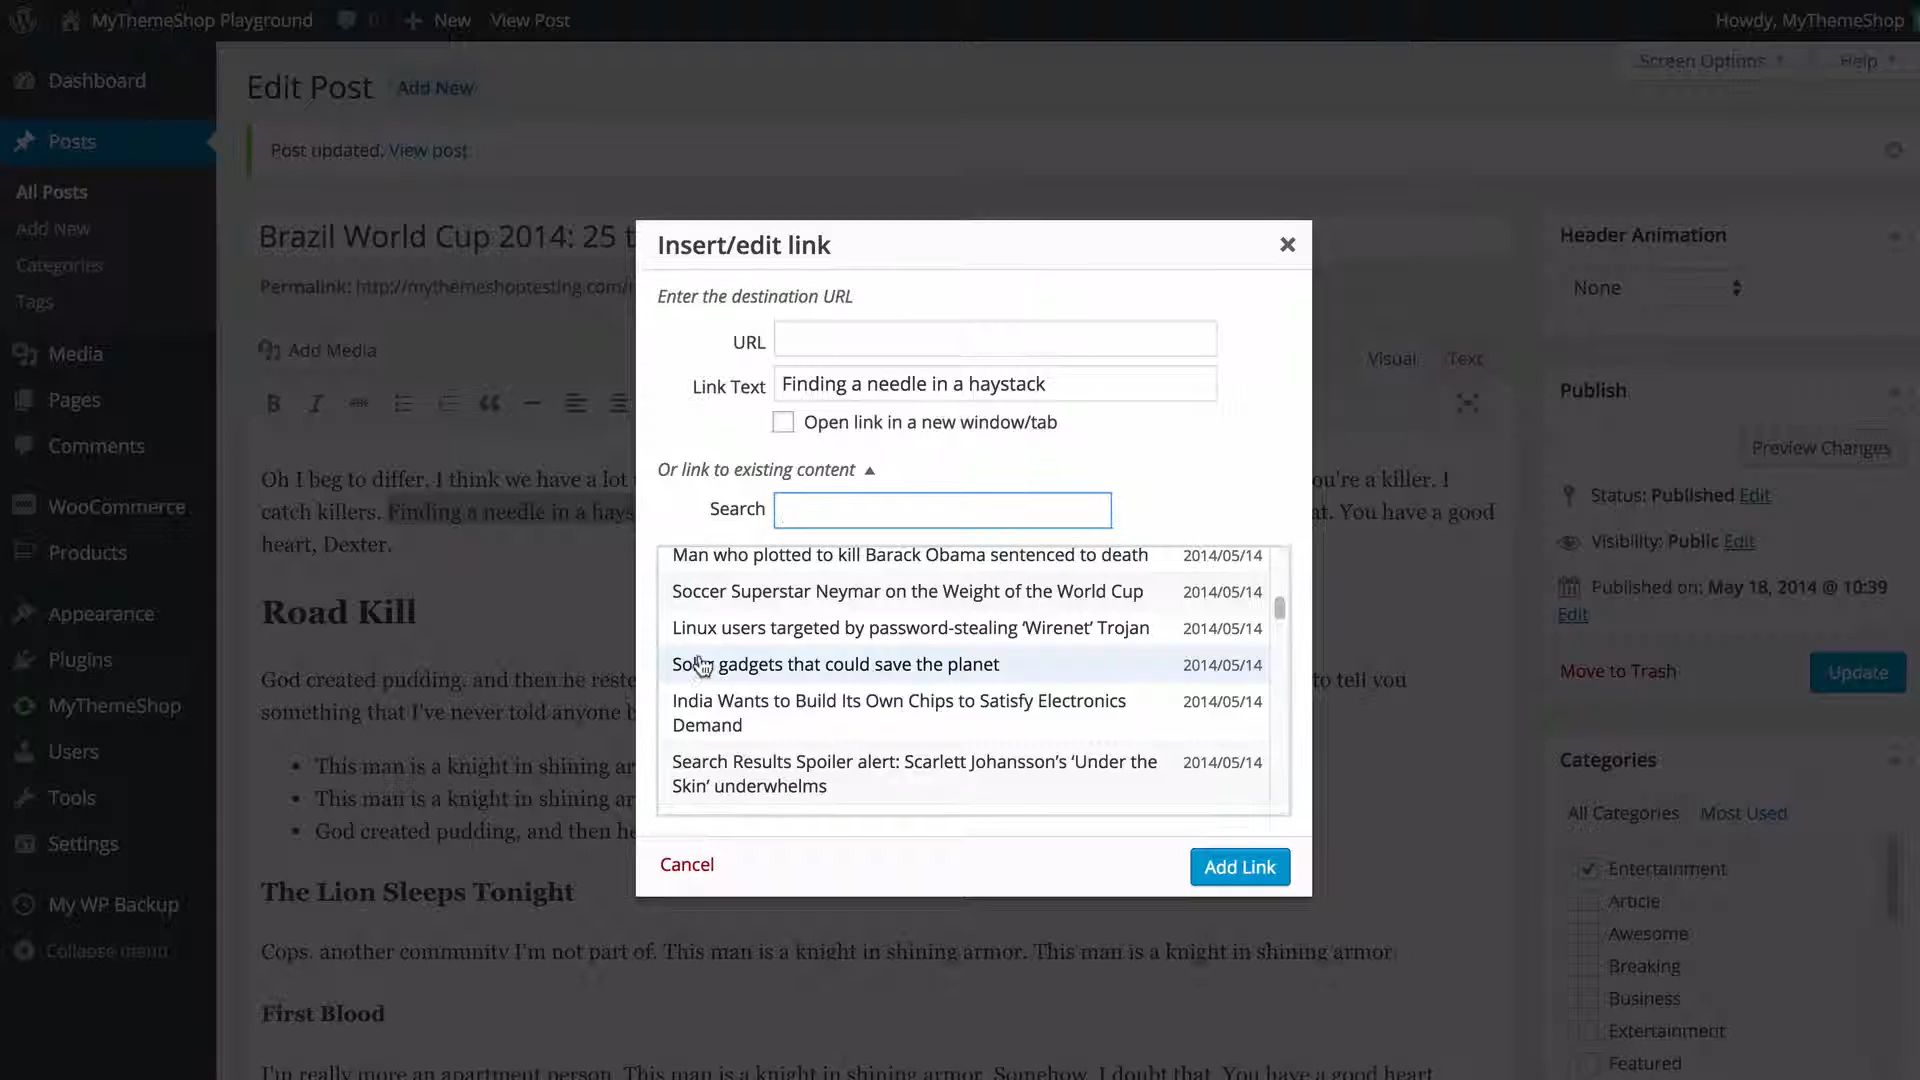 MyThemeShop Playground 0 + New View Post Howdy, MyThemeShop
Screen Options Help
Dashboard
Posts
All Posts
Add New
Categories
Tags
Media
Pages
Comments
WooCommerce
Products
Appearance
Plugins
MyThemeShop
Users
Tools
Settings
My WP Backup
Collapse menu
Edit Post Add New
Post updated. View post
Brazil World Cup 2014: 25 t
Permalink: http://mythemeshoptesting.com/
Add Media
Visual Text
B I ABC
Oh I beg to differ. I think we have a lot you're a killer. I
catch killers. Finding a needle in a hays at. You have a good
heart, Dexter.
Road Kill
God created pudding, and then he reste to tell you
something that I've never told anyone b
• This man is a knight in shining ar
• This man is a knight in shining ar
• God created pudding, and then he
The Lion Sleeps Tonight
Cops, another community I'm not part of. This man is a knight in shining armor. This man is a knight in shining armor.
First Blood
I'm really more an apartment person. This man is a knight in shining armor. Somehow, I doubt that. You have a good heart
Insert/edit link
Enter the destination URL
URL
Link Text Finding a needle in a haystack
Open link in a new window/tab
Or link to existing content ▲
Search
Man who plotted to kill Barack Obama sentenced to death 2014/05/14
Soccer Superstar Neymar on the Weight of the World Cup 2014/05/14
Linux users targeted by password-stealing ‘Wirenet’ Trojan 2014/05/14
gadgets that could save the planet 2014/05/14
India Wants to Build Its Own Chips to Satisfy Electronics 2014/05/14
Demand
Search Results Spoiler alert: Scarlett Johansson’s ‘Under the 2014/05/14
Skin’ underwhelms
Cancel Add Link
Header Animation
None
Publish
Preview Changes
Status: Published Edit
Visibility: Public Edit
Published on: May 18, 2014 @ 10:39
Edit
Move to Trash Update
Categories
All Categories Most Used
Entertainment
Article
Awesome
Breaking
Business
Extertainment
Featured